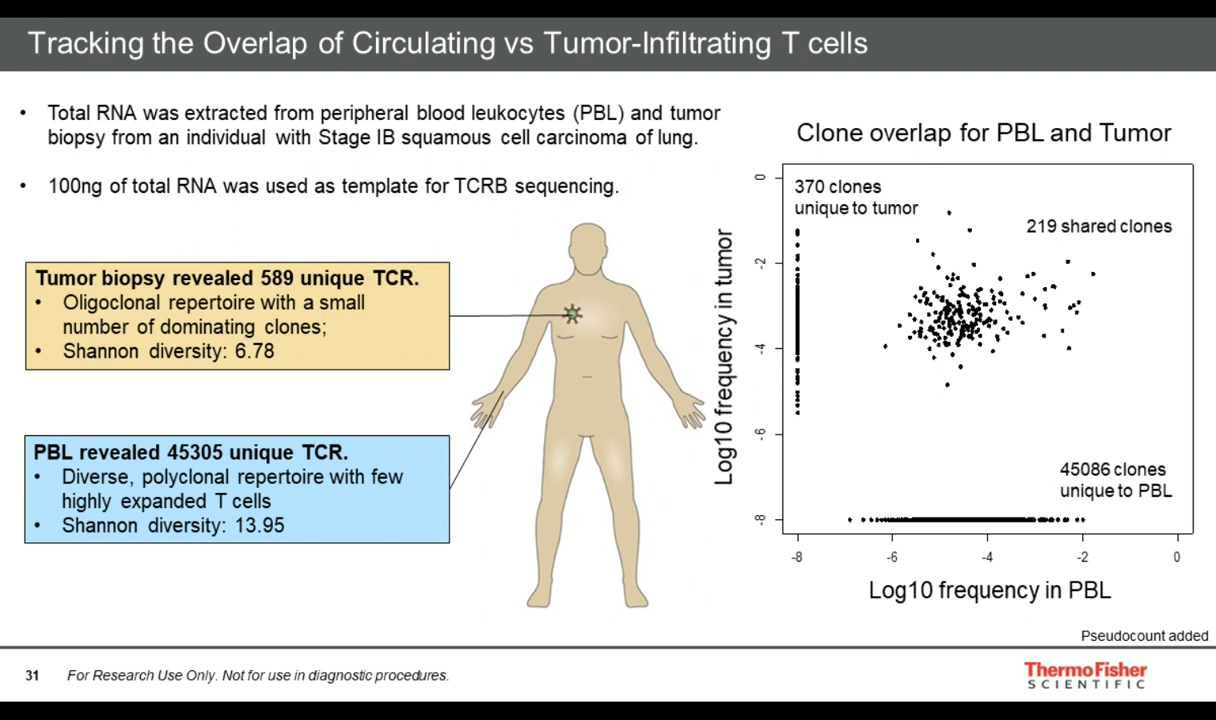 Tracking the Overlap of Circulating vs Tumor-Infiltrating T cells
• Total RNA was extracted from peripheral blood leukocytes (PBL) and tumor
biopsy from an individual with Stage IB squamous cell carcinoma of lung.
• 100ng of total RNA was used as template for TCRB sequencing.
Tumor biopsy revealed 589 unique TCR.
• Oligoclonal repertoire with a small
number of dominating clones;
• Shannon diversity: 6.78
PBL revealed 45305 unique TCR.
• Diverse, polyclonal repertoire with few
highly expanded T cells
• Shannon diversity: 13.95
Clone overlap for PBL and Tumor
Log10 frequency in tumor
0
-2
-4
-6
-8
370 clones
unique to tumor
219 shared clones
45086 clones
unique to PBL
-8 -6 -4 -2 0
Log10 frequency in PBL
Pseudocount added
31 For Research Use Only. Not for use in diagnostic procedures.
ThermoFisher
SCIENTIFIC